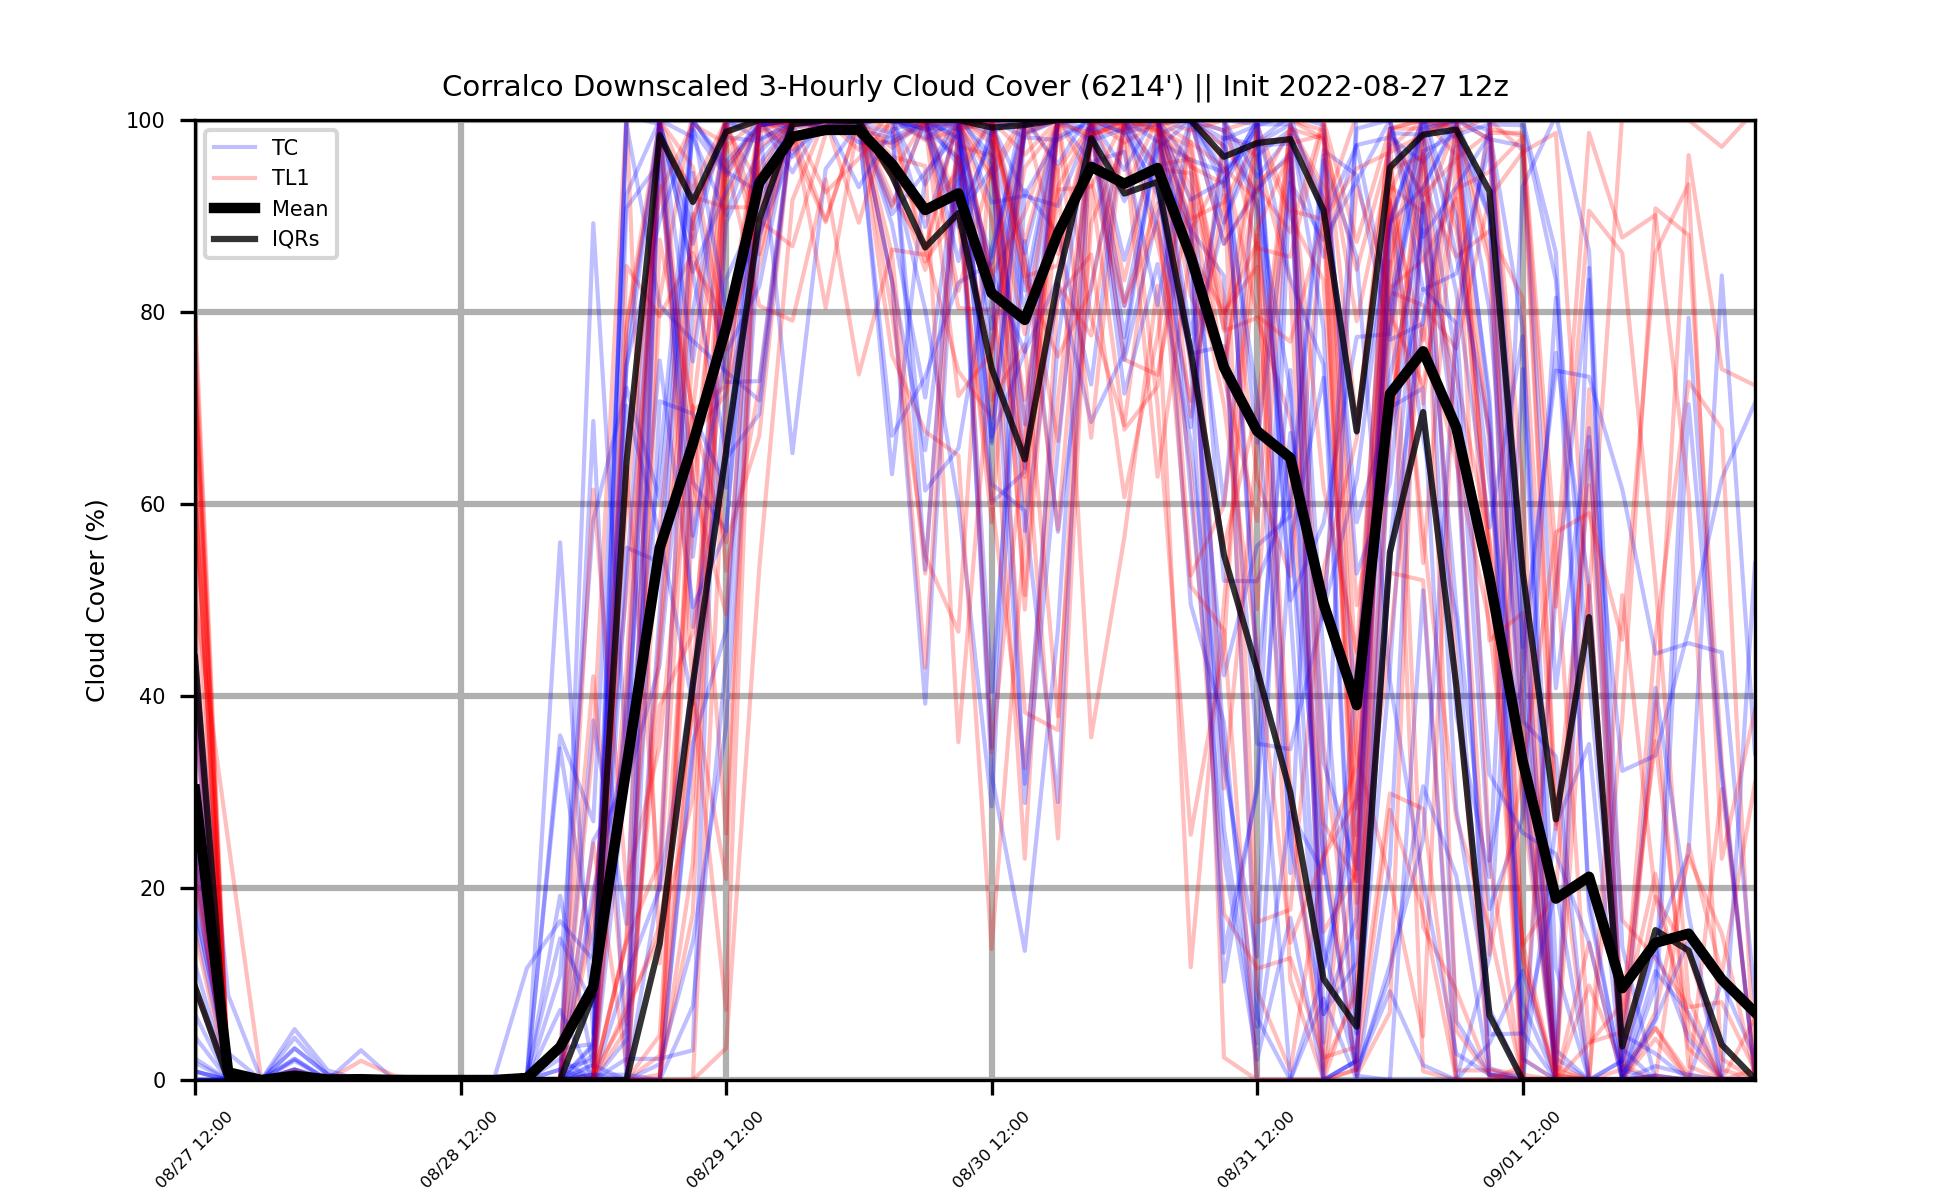 Corralco Downscaled 3-Hourly Cloud Cover (6214') || Init 2022-08-27 12z
100
80
60
40
20
0
Cloud Cover (%)
TC
TL1
Mean
IQRs
08/27 12:00
08/28 12:00
08/29 12:00
08/30 12:00
08/31 12:00
09/01 12:00